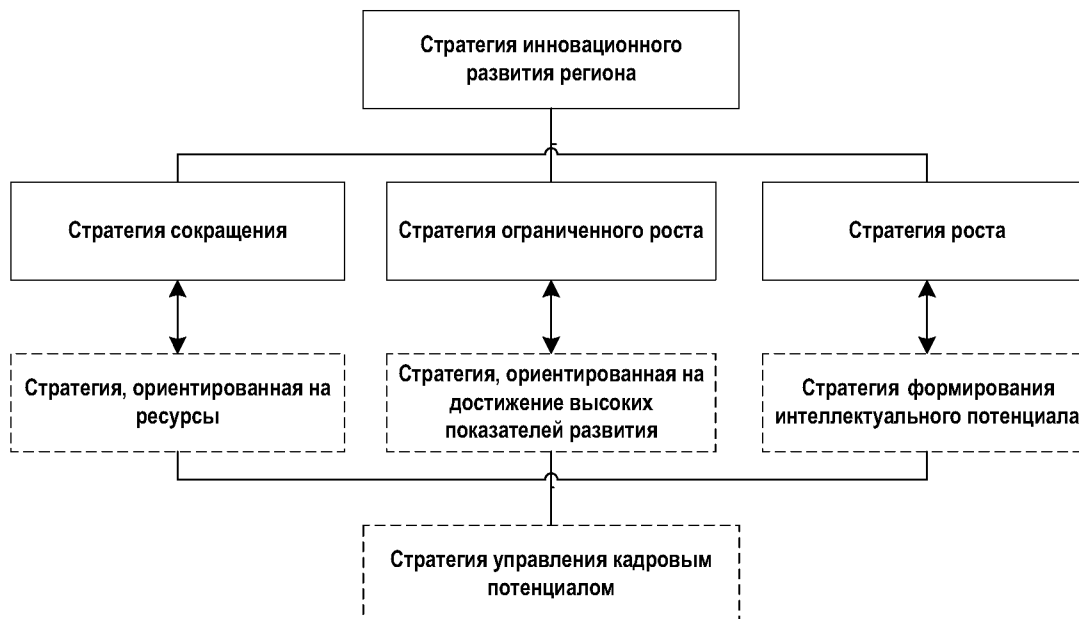 Стратегия инновационного
развития региона
Стратегия сокращения
Стратегия ограниченного роста
Стратегия роста
Стратегия, ориентированная на
ресурсы
Стратегия, ориентированная на
достижение высоких
показателей развития
Стратегия формирования
интеллектуального потенциала
Стратегия управления кадровым
потенциалом